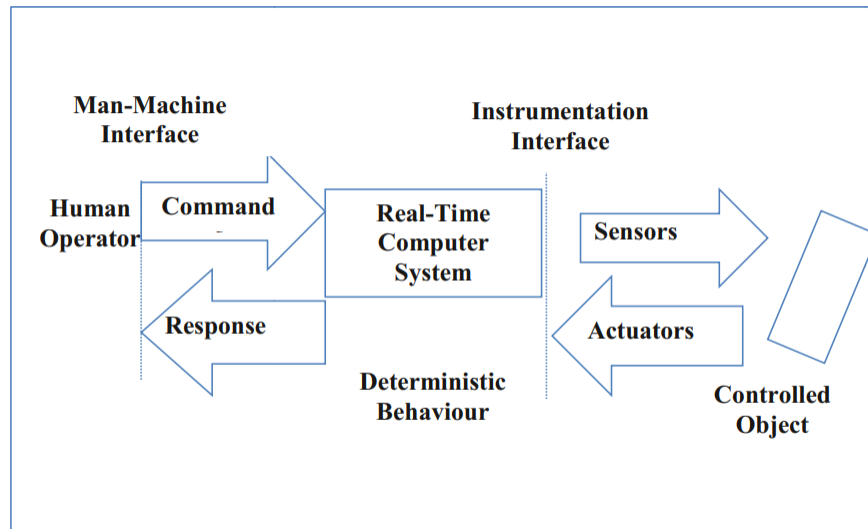 Man-Machine
Interface
Instrumentation
Interface
Human
Operator
Command
Real-Time
Computer
System
Sensors
Response
Actuators
Deterministic
Behaviour
Controlled
Object